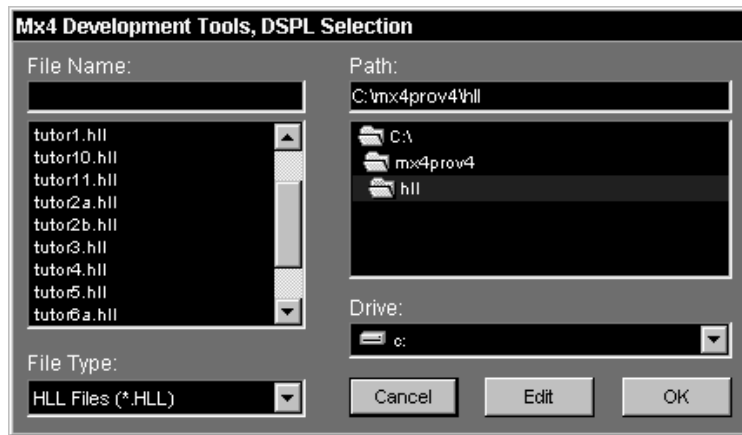 Mx4 Development Tools, DSPL Selection
File Name:
tutor1.hll
tutor10.hll
tutor11.hll
tutor2a.hll
tutor2b.hll
tutor3.hll
tutor4.hll
tutor5.hll
tutor6a.hll
File Type:
HLL Files (*.HLL)
Path:
C:\mx4prov4\hll
C:\
mx4prov4
hll
Drive:
c:
Cancel
Edit
OK